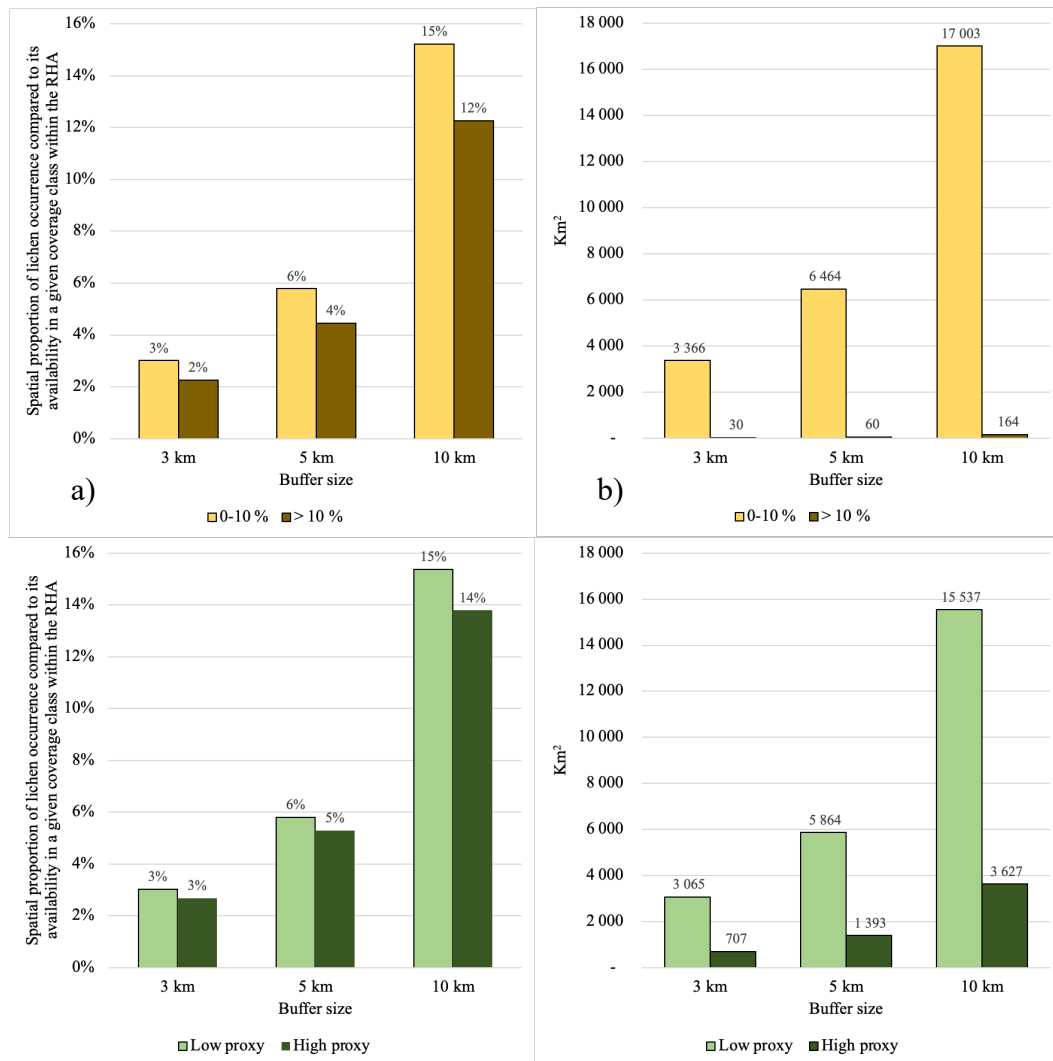 16%
14%
12%
10%
8%
6%
4%
2%
0%
Spatial proportion of lichen occurrence compared to its
availability in a given coverage class within the RHA
3%
2%
6%
4%
15%
12%
3 km
5 km
10 km
Buffer size
a)
0-10 %
> 10 %
18 000
16 000
14 000
12 000
10 000
8 000
6 000
4 000
2 000
-
Km²
3 366
30
6 464
60
17 003
164
3 km
5 km
10 km
Buffer size
b)
0-10 %
> 10 %
16%
14%
12%
10%
8%
6%
4%
2%
0%
Spatial proportion of lichen occurrence compared to its
availability in a given coverage class within the RHA
3%
3%
6%
5%
15%
14%
3 km
5 km
10 km
Buffer size
Low proxy
High proxy
18 000
16 000
14 000
12 000
10 000
8 000
6 000
4 000
2 000
-
Km²
3 065
707
5 864
1 393
15 537
3 627
3 km
5 km
10 km
Buffer size
Low proxy
High proxy